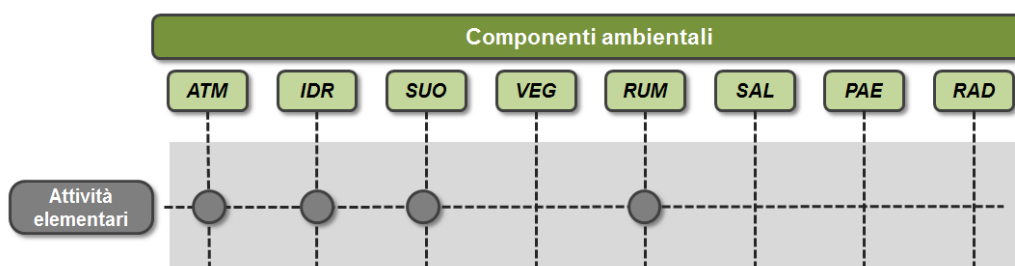 Componenti ambientali
ATM IDR SUO VEG RUM SAL PAE RAD
Attività
elementari